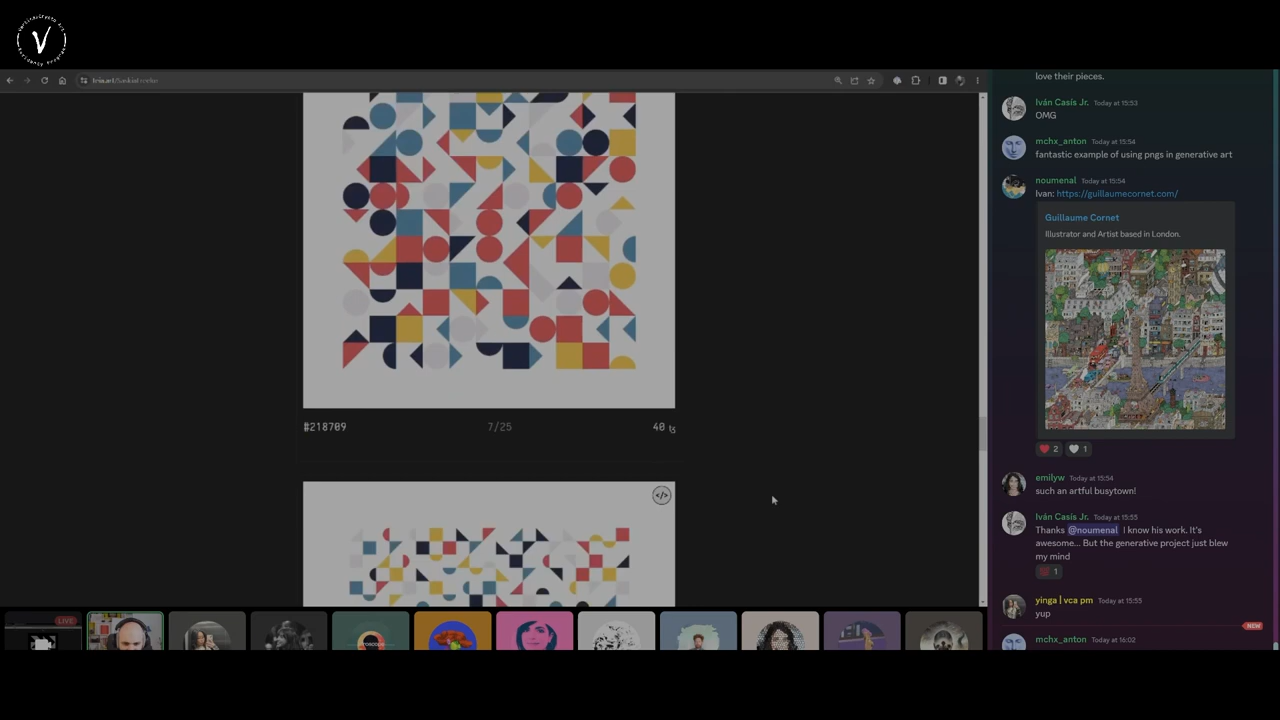 V
love their pieces.
Iván Casís Jr. Today at 15:53
OMG
mchx_anton Today at 15:54
fantastic example of using pngs in generative art
noumenal Today at 15:54
Ivan: https://guillaumecornet.com/
Guillaume Cornet
Illustrator and Artist based in London.
2 1
emilyw Today at 15:54
such an artful busytown!
Iván Casís Jr. Today at 15:55
Thanks @noumenal I know his work. It's
awesome... But the generative project just blew
my mind
1
yinga | vca pm Today at 15:55
yup
NEW
mchx_anton Today at 16:02
#218709 7/25 40 ꜩ
</>
LIVE